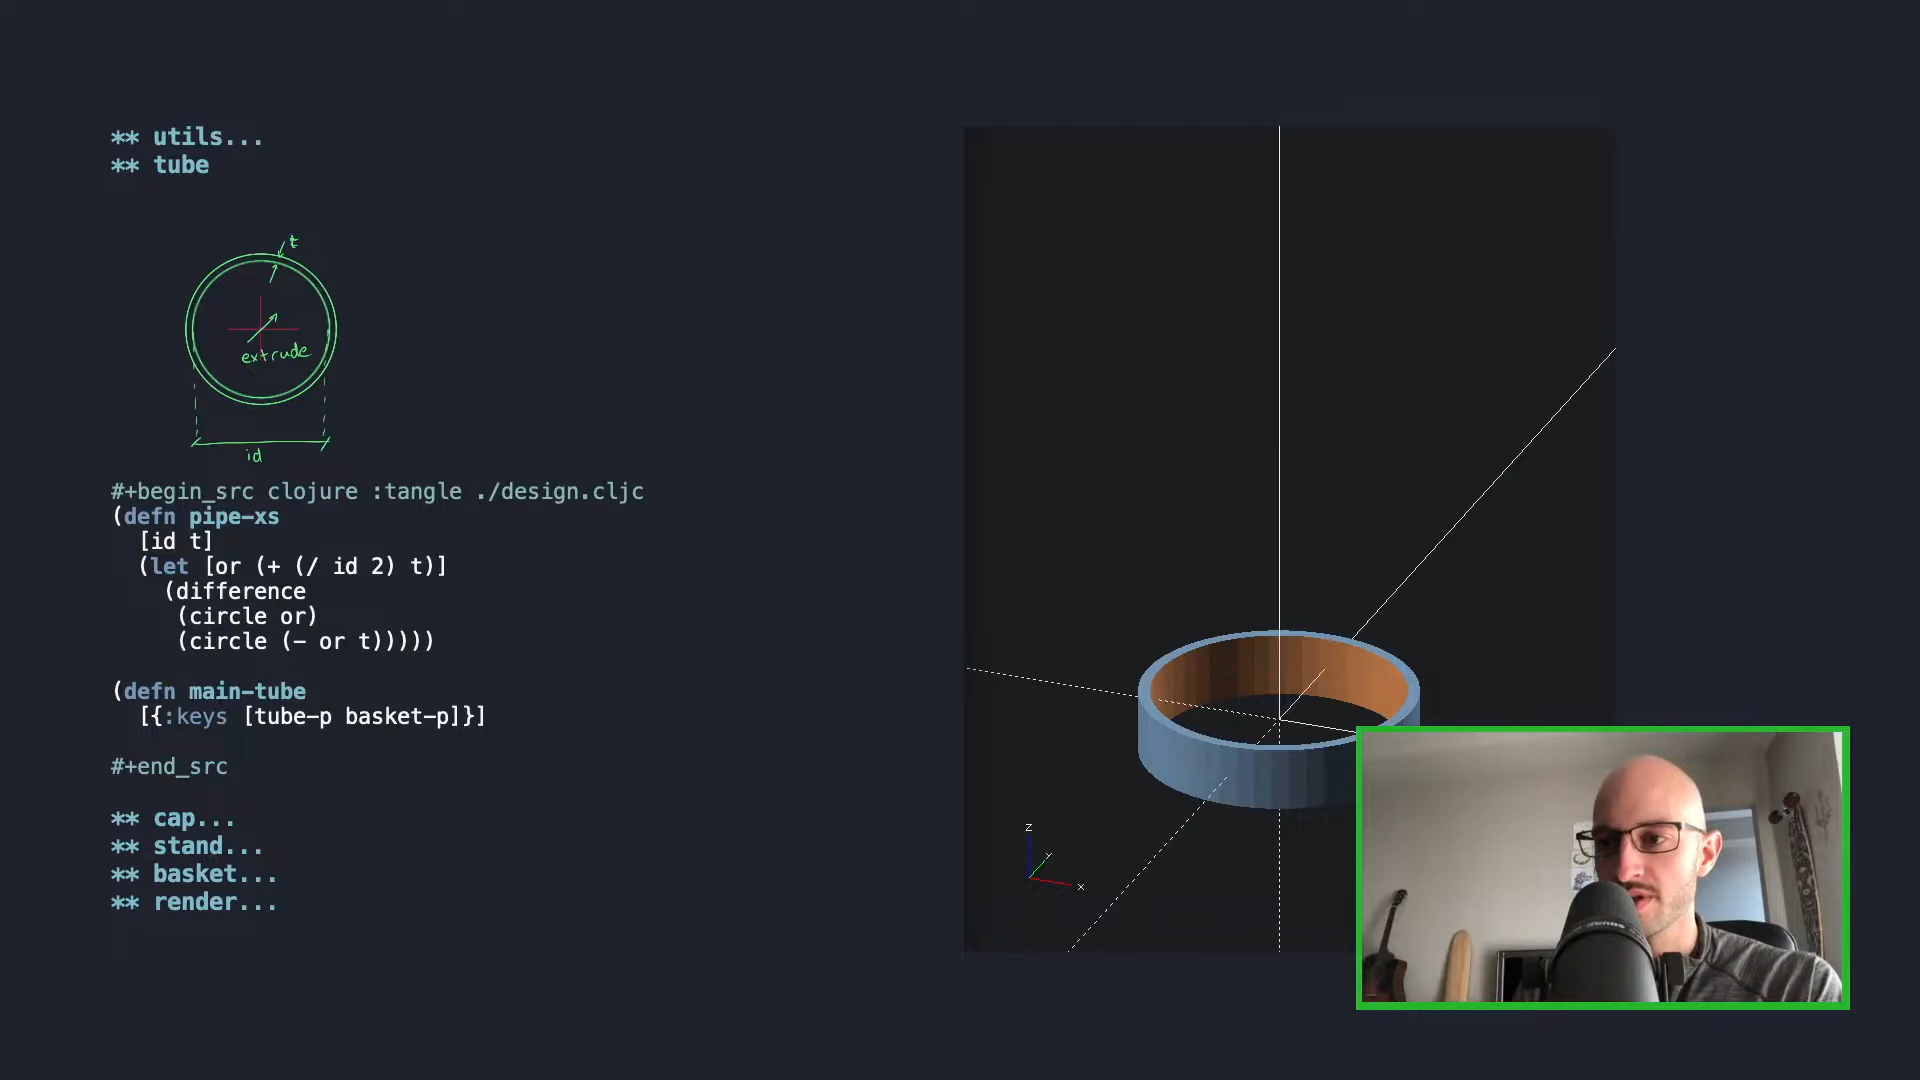 ** utils...
** tube
t
extrude
id
#+begin_src clojure :tangle ./design.cljc
(defn pipe-xs
[id t]
(let [or (+ (/ id 2) t)]
(difference
(circle or)
(circle (- or t)))))
(defn main-tube
[{:keys [tube-p basket-p]}]
#+end_src
** cap...
** stand...
** basket...
** render...
z
Y
x